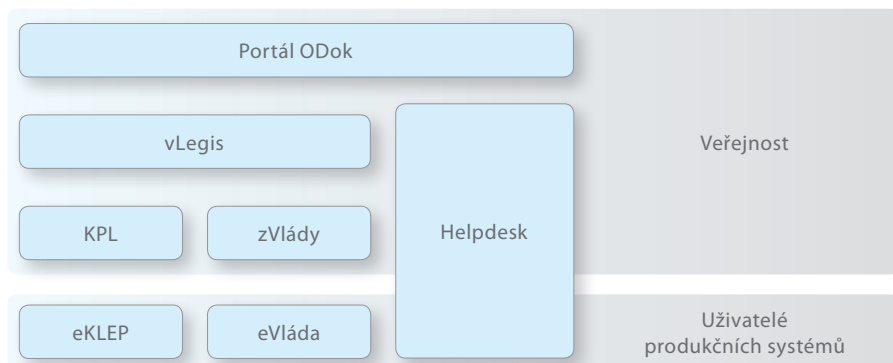 Portál ODok
vLegis
Veřejnost
KPL
zVlády
Helpdesk
eKLEP
eVláda
Uživatelé
produkčních systémů